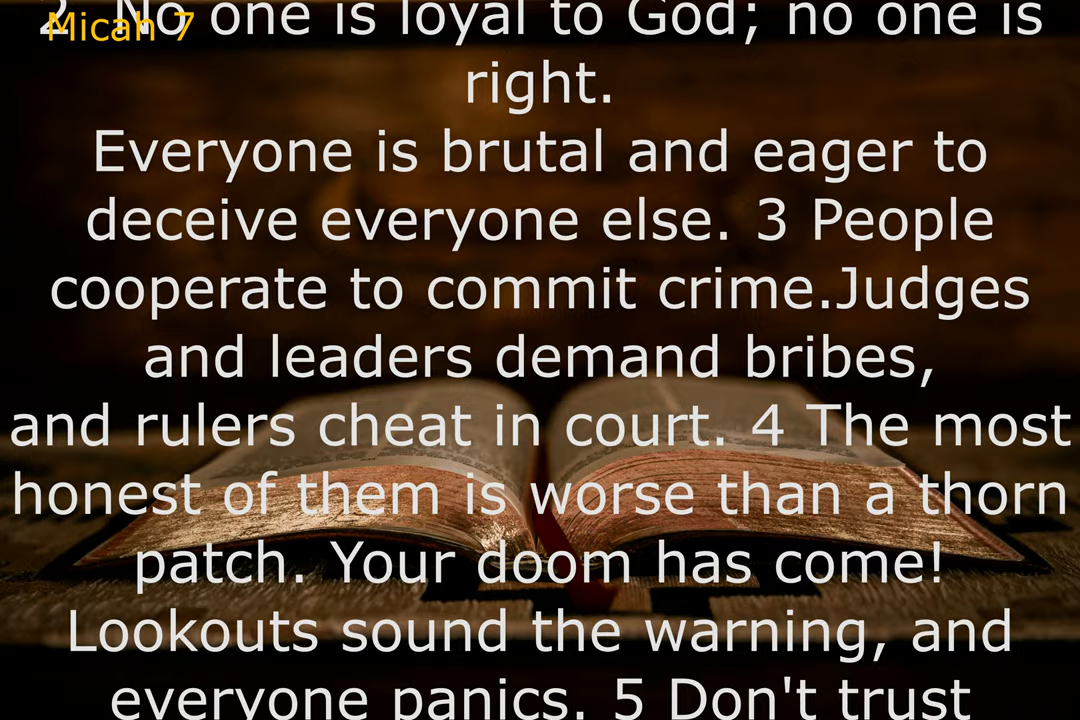 Micah 7
2 No one is loyal to God; no one is
right.
Everyone is brutal and eager to
deceive everyone else. 3 People
cooperate to commit crime.Judges
and leaders demand bribes,
and rulers cheat in court. 4 The most
honest of them is worse than a thorn
patch. Your doom has come!
Lookouts sound the warning, and
everyone panics. 5 Don't trust